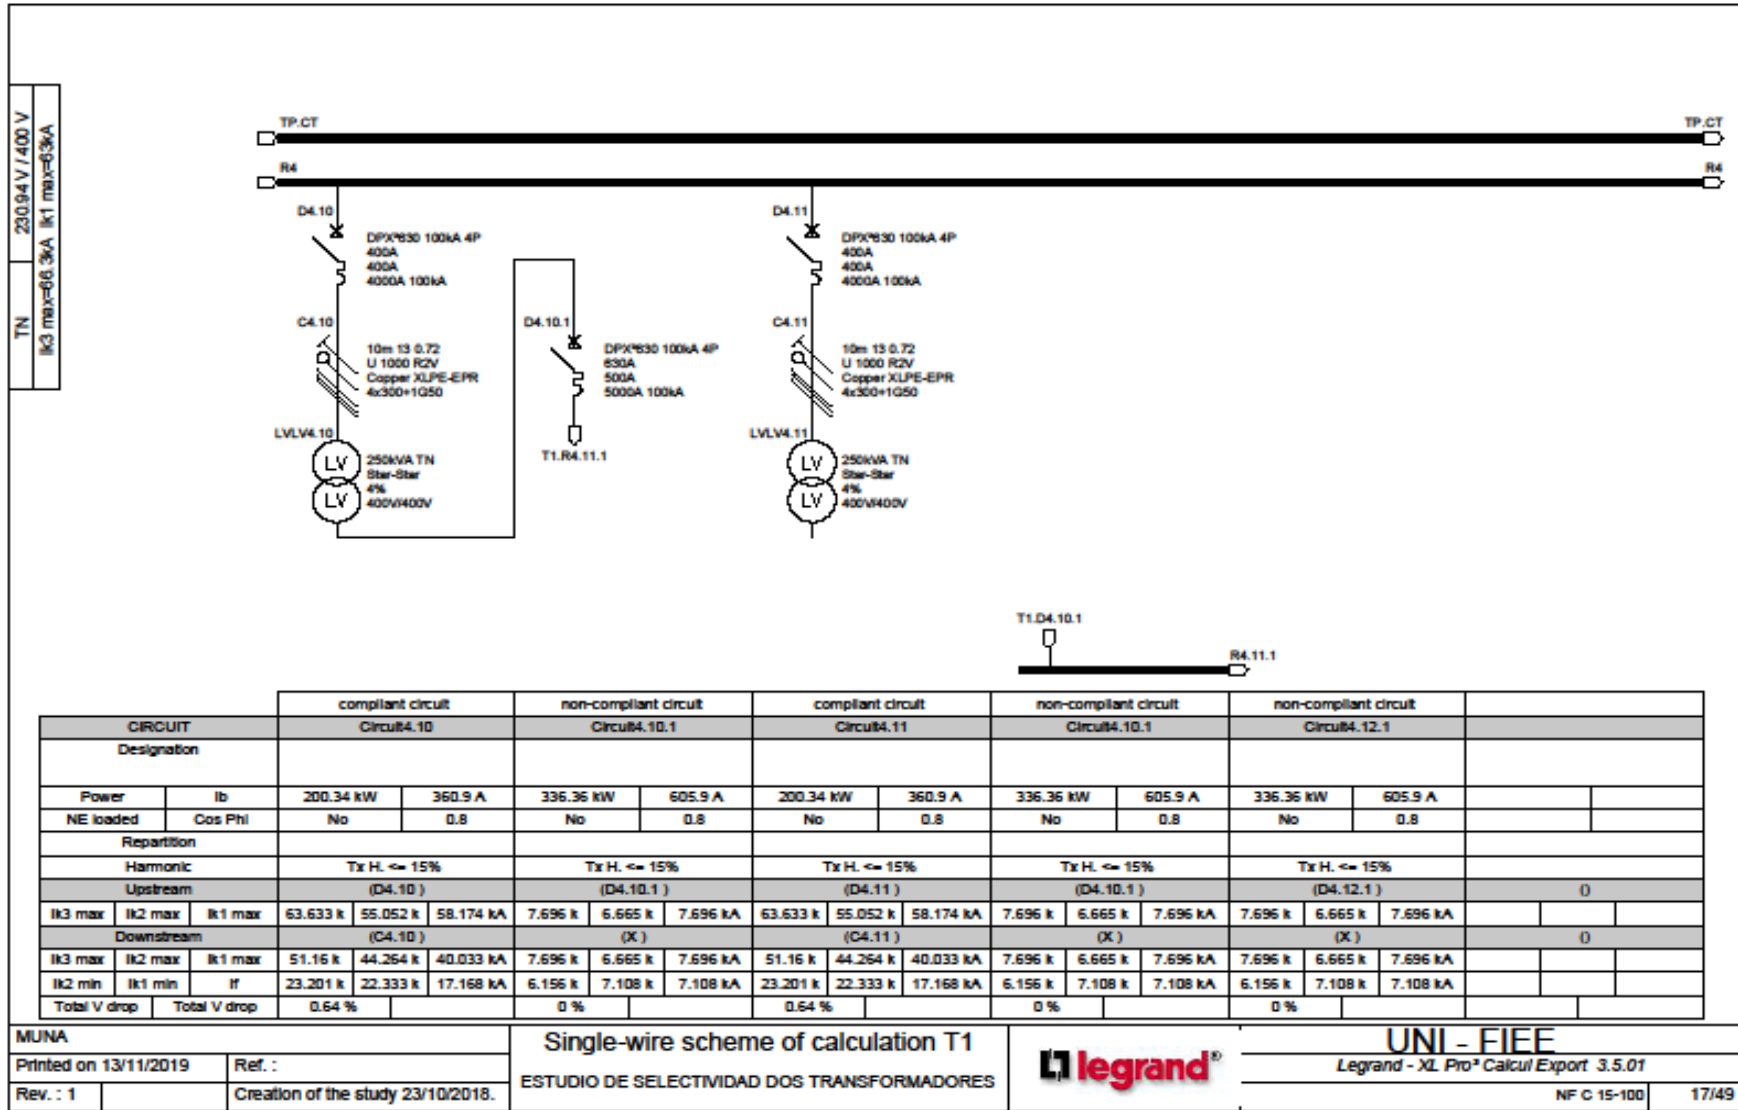 230.94 V / 400 V
TN
Ik3 max=66.3kA Ik1 max=63kA
TP.CT
TP.CT
R4
R4
D4.10
DPX³630 100kA 4P
400A
400A
4000A 100kA
D4.11
DPX³630 100kA 4P
400A
400A
4000A 100kA
C4.10
10m 13 0.72
U 1000 R2V
Copper XLPE-EPR
4x300+1G50
D4.10.1
DPX³630 100kA 4P
630A
500A
5000A 100kA
T1.R4.11.1
C4.11
10m 13 0.72
U 1000 R2V
Copper XLPE-EPR
4x300+1G50
LVLV4.10
LV
LV
250kVA TN
Star-Star
4%
400V/400V
LVLV4.11
LV
LV
250kVA TN
Star-Star
4%
400V/400V
T1.D4.10.1
R4.11.1
compliant circuit non-compliant circuit compliant circuit non-compliant circuit non-compliant circuit
CIRCUIT Circuit4.10 Circuit4.10.1 Circuit4.11 Circuit4.10.1 Circuit4.12.1
Designation
Power Ib 200.34 kW 360.9 A 336.36 kW 605.9 A 200.34 kW 360.9 A 336.36 kW 605.9 A 336.36 kW 605.9 A
NE loaded Cos Phi No 0.8 No 0.8 No 0.8 No 0.8 No 0.8
Repartition
Harmonic Tx H. <= 15% Tx H. <= 15% Tx H. <= 15% Tx H. <= 15% Tx H. <= 15%
Upstream (D4.10 ) (D4.10.1 ) (D4.11 ) (D4.10.1 ) (D4.12.1 ) ()
Ik3 max Ik2 max Ik1 max 63.633 k 55.052 k 58.174 kA 7.696 k 6.665 k 7.696 kA 63.633 k 55.052 k 58.174 kA 7.696 k 6.665 k 7.696 kA 7.696 k 6.665 k 7.696 kA
Downstream (C4.10 ) (X ) (C4.11 ) (X ) (X ) ()
Ik3 max Ik2 max Ik1 max 51.16 k 44.264 k 40.033 kA 7.696 k 6.665 k 7.696 kA 51.16 k 44.264 k 40.033 kA 7.696 k 6.665 k 7.696 kA 7.696 k 6.665 k 7.696 kA
Ik2 min Ik1 min If 23.201 k 22.333 k 17.168 kA 6.156 k 7.108 k 7.108 kA 23.201 k 22.333 k 17.168 kA 6.156 k 7.108 k 7.108 kA 6.156 k 7.108 k 7.108 kA
Total V drop Total V drop 0.64 % 0 % 0.64 % 0 % 0 %
MUNA
Printed on 13/11/2019 Ref. :
Rev. : 1 Creation of the study 23/10/2018.
Single-wire scheme of calculation T1
ESTUDIO DE SELECTIVIDAD DOS TRANSFORMADORES
legrand®
UNI - FIEE
Legrand - XL Pro³ Calcul Export 3.5.01
NF C 15-100 17/49